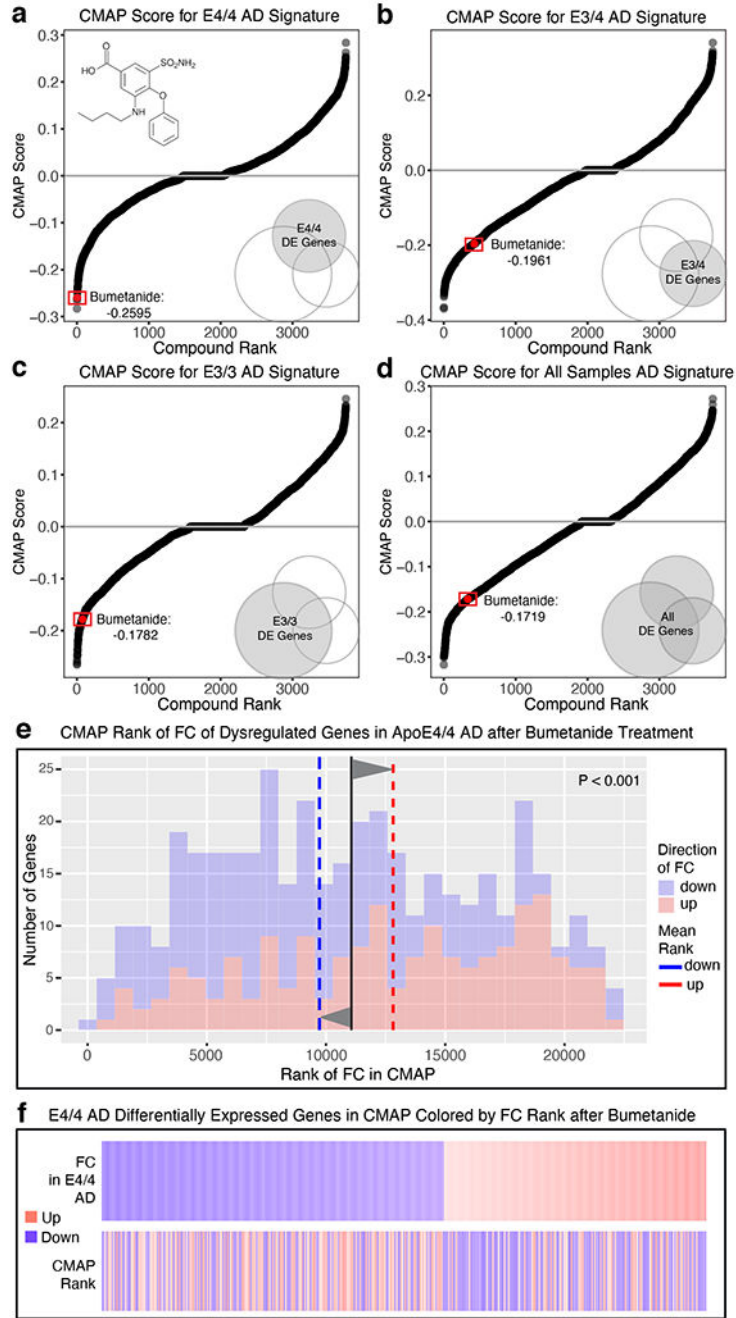 a
CMAP Score for E4/4 AD Signature
CMAP Score
0.3
0.2
0.1
0.0
−0.1
−0.2
−0.3
O
HO
SO2NH2
O
NH
E4/4
DE Genes
Bumetanide:
-0.2595
0
1000
2000
3000
Compound Rank
b
CMAP Score for E3/4 AD Signature
CMAP Score
0.2
0.0
−0.2
−0.4
Bumetanide:
-0.1961
E3/4
DE Genes
0
1000
2000
3000
Compound Rank
c
CMAP Score for E3/3 AD Signature
CMAP Score
0.2
0.1
0.0
−0.1
−0.2
Bumetanide:
-0.1782
E3/3
DE Genes
0
1000
2000
3000
Compound Rank
d
CMAP Score for All Samples AD Signature
CMAP Score
0.3
0.2
0.1
0.0
−0.1
−0.2
−0.3
Bumetanide:
-0.1719
All
DE Genes
0
1000
2000
3000
Compound Rank
e
CMAP Rank of FC of Dysregulated Genes in ApoE4/4 AD after Bumetanide Treatment
Number of Genes
25
20
15
10
5
0
P < 0.001
0
5000
10000
15000
20000
Rank of FC in CMAP
Direction
of FC
down
up
Mean
Rank
down
up
f
E4/4 AD Differentially Expressed Genes in CMAP Colored by FC Rank after Bumetanide
FC
in E4/4
AD
Up
Down
CMAP
Rank